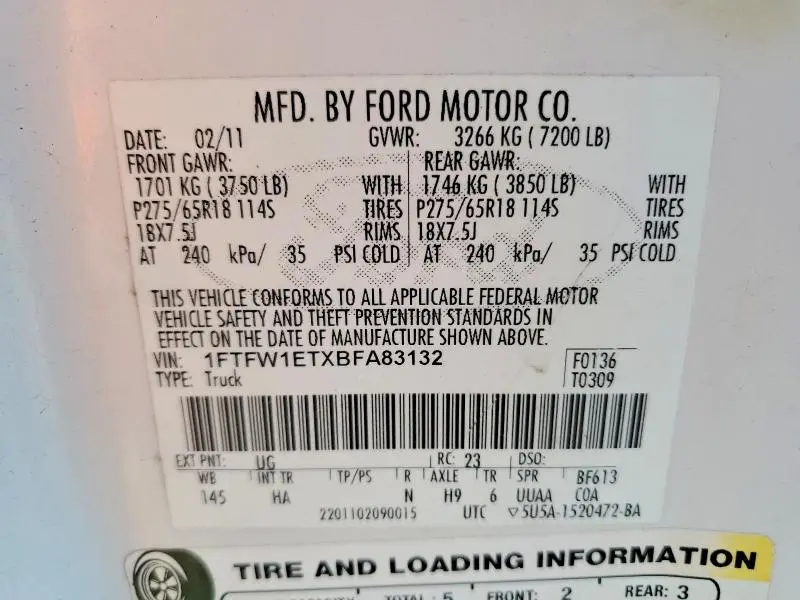 MFD. BY FORD MOTOR CO.
DATE: 02/11 GVWR: 3266 KG ( 7200 LB)
FRONT GAWR: REAR GAWR:
1701 KG ( 3750 LB) WITH 1746 KG ( 3850 LB) WITH
P275/65R18 114S TIRES P275/65R18 114S TIRES
18X7.5J RIMS 18X7.5J RIMS
AT 240 kPa/ 35 PSI COLD AT 240 kPa/ 35 PSI COLD
THIS VEHICLE CONFORMS TO ALL APPLICABLE FEDERAL MOTOR
VEHICLE SAFETY AND THEFT PREVENTION STANDARDS IN
EFFECT ON THE DATE OF MANUFACTURE SHOWN ABOVE.
VIN: 1FTFW1ETXBFA83132 F0136
TYPE: Truck T0309
EXT PNT: UG RC: 23 DSO:
WB INT TR TP/PS R AXLE TR SPR BF613
145 HA N H9 6 UUAA COA
2201102090015 UTC ▽5U5A-1520472-BA
TIRE AND LOADING INFORMATION
TOTAL: 5 FRONT: 2 REAR: 3